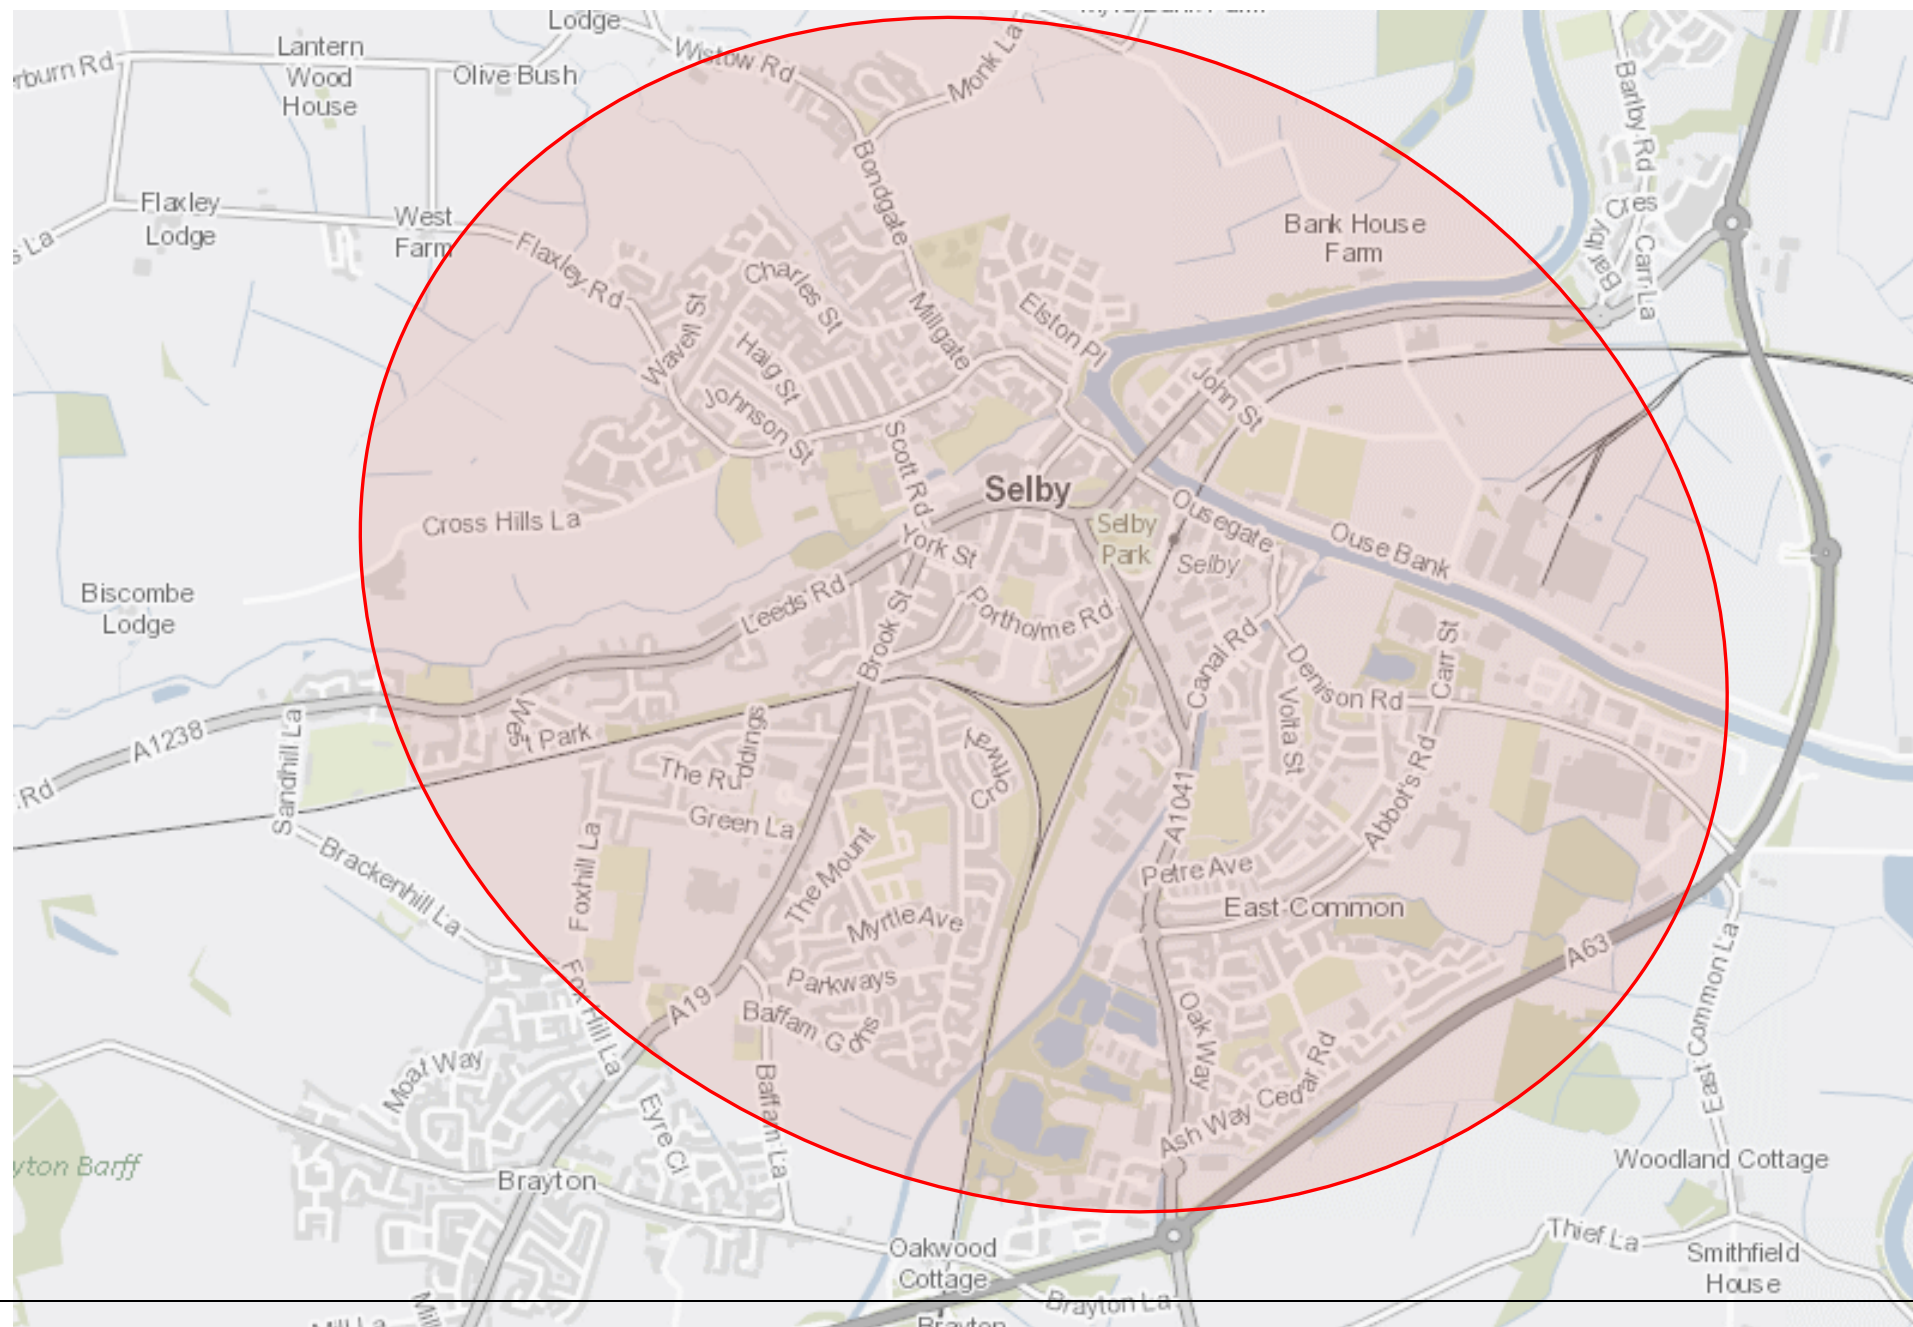 Lodge
Wistow Rd
Monk La
Lantern
Wood
House
Olive Bush
Barlby Rd
Flaxley
Lodge
West
Farm
Bondgate
Flaxley Rd
Charles St
Bank House
Farm
Cres
Barlby
Carr La
Wavell St
Haig St
Millgate
Elston Pl
Johnson St
Scott Rd
John St
Selby
Cross Hills La
York St
Selby
Park
Ousegate
Selby
Ouse Bank
Biscombe
Lodge
Leeds Rd
Brook St
Portholme Rd
Canal Rd
Denison Rd
Carr St
A1238
Rd
Sandhill La
West Park
The Ruddings
Green La
Croftway
Volta St
Abbot's Rd
A1041
Foxhill La
The Mount
Petre Ave
Brackenhill La
Myrtle Ave
East Common
Fox Hill La
A19
Parkways
Baffam Gdns
A63
East Common La
Moat Way
Oak Way
Cedar Rd
Eyre Cl
Baffam La
Ash Way
Brayton
Woodland Cottage
Oakwood
Cottage
Thief La
Smithfield
House
Brayton La
Mill La
Brayton